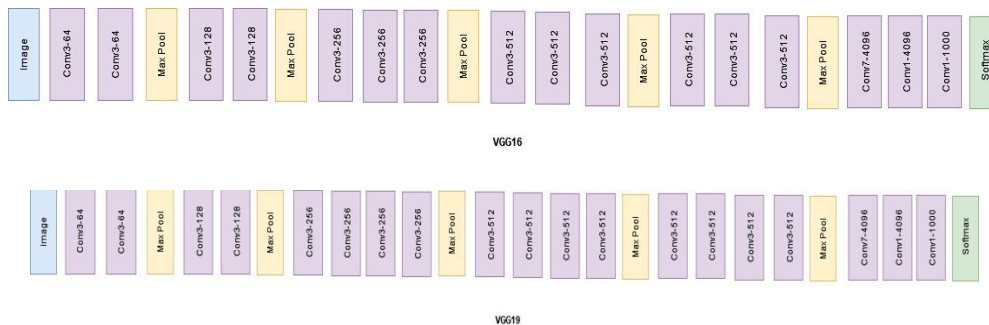 Image
Conv3-64
Conv3-64
Max Pool
Conv3-128
Conv3-128
Max Pool
Conv3-256
Conv3-256
Conv3-256
Max Pool
Conv3-512
Conv3-512
Conv3-512
Max Pool
Conv3-512
Conv3-512
Conv3-512
Max Pool
Conv7-4096
Conv1-4096
Conv1-1000
Softmax
VGG16
Image
Conv3-64
Conv3-64
Max Pool
Conv3-128
Conv3-128
Max Pool
Conv3-256
Conv3-256
Conv3-256
Conv3-256
Max Pool
Conv3-512
Conv3-512
Conv3-512
Conv3-512
Max Pool
Conv3-512
Conv3-512
Conv3-512
Conv3-512
Max Pool
Conv7-4096
Conv1-4096
Conv1-1000
Softmax
VGG19